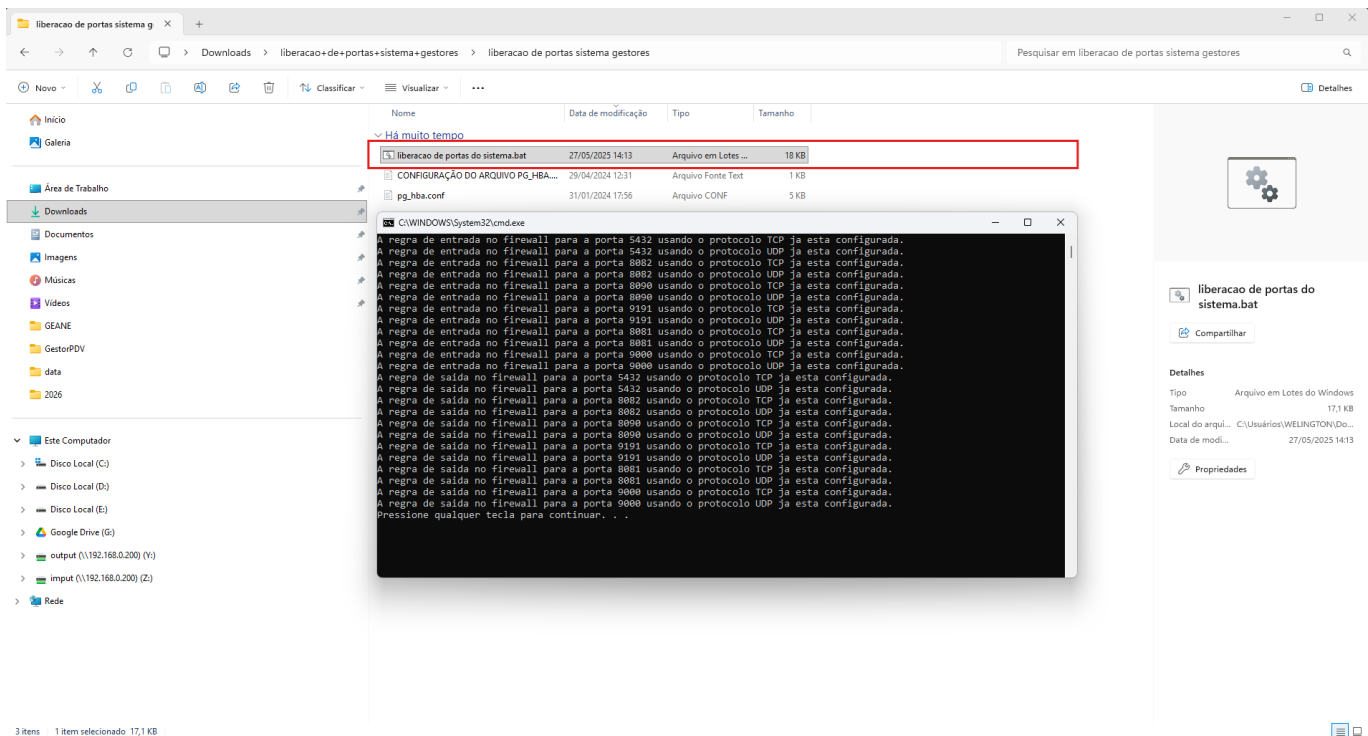 liberacao de portas sistema g
Downloads > liberacao+de+portas+sistema+gestores > liberacao de portas sistema gestores
Pesquisar em liberacao de portas sistema gestores
Novo
Classificar
Visualizar
Detalhes
Início
Galeria
Área de Trabalho
Downloads
Documentos
Imagens
Músicas
Vídeos
GEANE
GestorPDV
data
2026
Este Computador
Disco Local (C:)
Disco Local (D:)
Disco Local (E:)
Google Drive (G:)
output (\\192.168.0.200) (Y:)
imput (\\192.168.0.200) (Z:)
Rede
Nome Data de modificação Tipo Tamanho
Há muito tempo
liberacao de portas do sistema.bat 27/05/2025 14:13 Arquivo em Lotes ... 18 KB
CONFIGURAÇÃO DO ARQUIVO PG_HBA.... 29/04/2024 12:31 Arquivo Fonte Text 1 KB
pg_hba.conf 31/01/2024 17:56 Arquivo CONF 5 KB
C:\WINDOWS\System32\cmd.exe
A regra de entrada no firewall para a porta 5432 usando o protocolo TCP ja esta configurada.
A regra de entrada no firewall para a porta 5432 usando o protocolo UDP ja esta configurada.
A regra de entrada no firewall para a porta 8082 usando o protocolo TCP ja esta configurada.
A regra de entrada no firewall para a porta 8082 usando o protocolo UDP ja esta configurada.
A regra de entrada no firewall para a porta 8090 usando o protocolo TCP ja esta configurada.
A regra de entrada no firewall para a porta 8090 usando o protocolo UDP ja esta configurada.
A regra de entrada no firewall para a porta 9191 usando o protocolo TCP ja esta configurada.
A regra de entrada no firewall para a porta 9191 usando o protocolo UDP ja esta configurada.
A regra de entrada no firewall para a porta 8081 usando o protocolo TCP ja esta configurada.
A regra de entrada no firewall para a porta 8081 usando o protocolo UDP ja esta configurada.
A regra de entrada no firewall para a porta 9000 usando o protocolo TCP ja esta configurada.
A regra de entrada no firewall para a porta 9000 usando o protocolo UDP ja esta configurada.
A regra de saida no firewall para a porta 5432 usando o protocolo TCP ja esta configurada.
A regra de saida no firewall para a porta 5432 usando o protocolo UDP ja esta configurada.
A regra de saida no firewall para a porta 8082 usando o protocolo TCP ja esta configurada.
A regra de saida no firewall para a porta 8082 usando o protocolo UDP ja esta configurada.
A regra de saida no firewall para a porta 8090 usando o protocolo TCP ja esta configurada.
A regra de saida no firewall para a porta 8090 usando o protocolo UDP ja esta configurada.
A regra de saida no firewall para a porta 9191 usando o protocolo TCP ja esta configurada.
A regra de saida no firewall para a porta 9191 usando o protocolo UDP ja esta configurada.
A regra de saida no firewall para a porta 8081 usando o protocolo TCP ja esta configurada.
A regra de saida no firewall para a porta 8081 usando o protocolo UDP ja esta configurada.
A regra de saida no firewall para a porta 9000 usando o protocolo TCP ja esta configurada.
A regra de saida no firewall para a porta 9000 usando o protocolo UDP ja esta configurada.
Pressione qualquer tecla para continuar. . .
liberacao de portas do
sistema.bat
Compartilhar
Detalhes
Tipo Arquivo em Lotes do Windows
Tamanho 17,1 KB
Local do arqui... C:\Usuários\WELINGTON\Do...
Data de modi... 27/05/2025 14:13
Propriedades
3 itens 1 item selecionado 17,1 KB